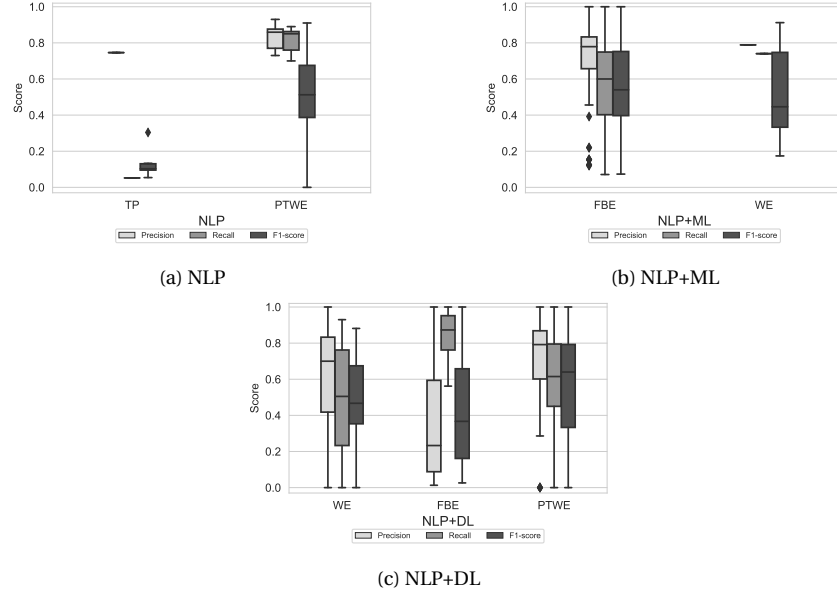 1.0
0.8
0.6
0.4
0.2
0.0
Score
TP PTWE
NLP
Precision Recall F1-score
(a) NLP
1.0
0.8
0.6
0.4
0.2
0.0
Score
FBE WE
NLP+ML
Precision Recall F1-score
(b) NLP+ML
1.0
0.8
0.6
0.4
0.2
0.0
Score
WE FBE PTWE
NLP+DL
Precision Recall F1-score
(c) NLP+DL